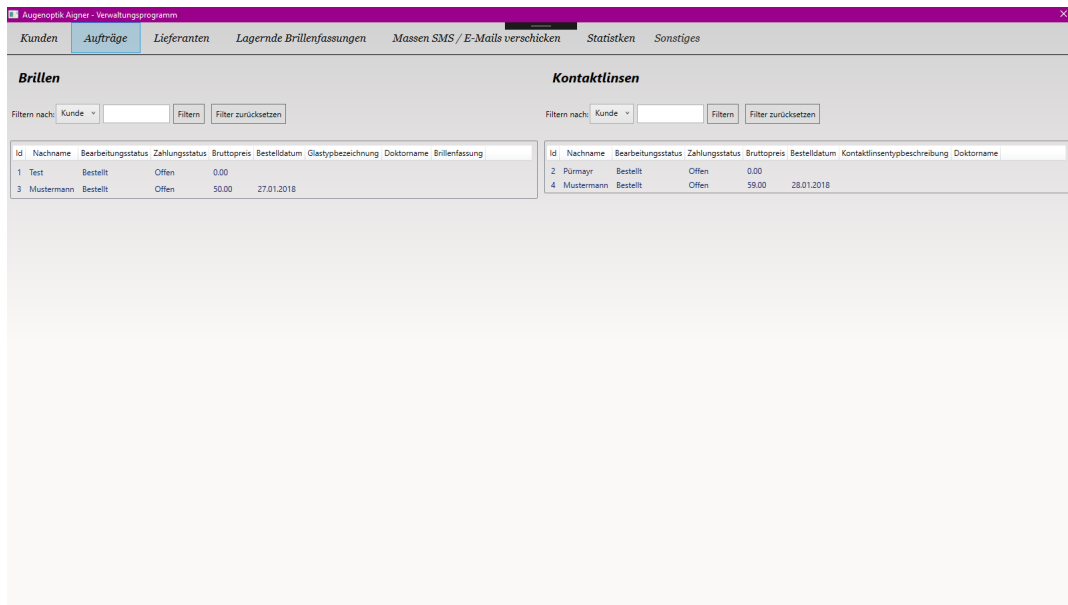 Augenoptik Aigner - Verwaltungsprogramm
Kunden Aufträge Lieferanten Lagernde Brillenfassungen Massen SMS / E-Mails verschicken Statistken Sonstiges
Brillen
Filtern nach: Kunde Filtern Filter zurücksetzen
Id Nachname Bearbeitungsstatus Zahlungsstatus Bruttopreis Bestelldatum Glastypbezeichnung Doktorname Brillenfassung
1 Test Bestellt Offen 0.00
3 Mustermann Bestellt Offen 50.00 27.01.2018
Kontaktlinsen
Filtern nach: Kunde Filtern Filter zurücksetzen
Id Nachname Bearbeitungsstatus Zahlungsstatus Bruttopreis Bestelldatum Kontaktlinsentypbeschreibung Doktorname
2 Pürmayr Bestellt Offen 0.00
4 Mustermann Bestellt Offen 59.00 28.01.2018